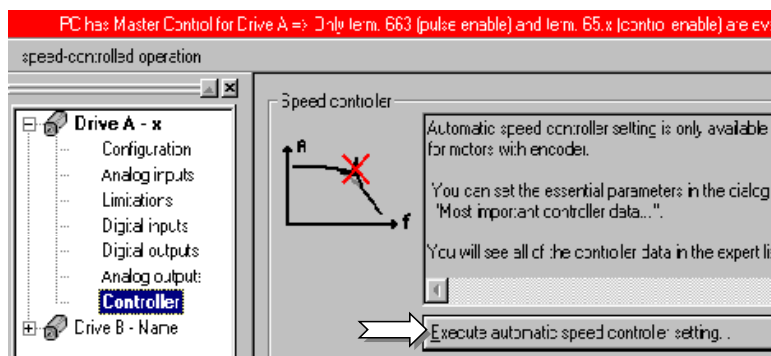 PC has Master Control for Drive A => Only term. 663 (pulse enable) and term. 65.x (control enable) are ev
speed-controlled operation
Drive A - x
Configuration
Analog inputs
Limitations
Digital inputs
Digital outputs
Analog output:
Controller
Drive B - Name
Speed controller
A
f
Automatic speed controller setting is only available
for motors with encoder.
You can set the essential parameters in the dialog
"Most important controller data...".
You will see all of the controller data in the expert li
Execute automatic speed controller setting...